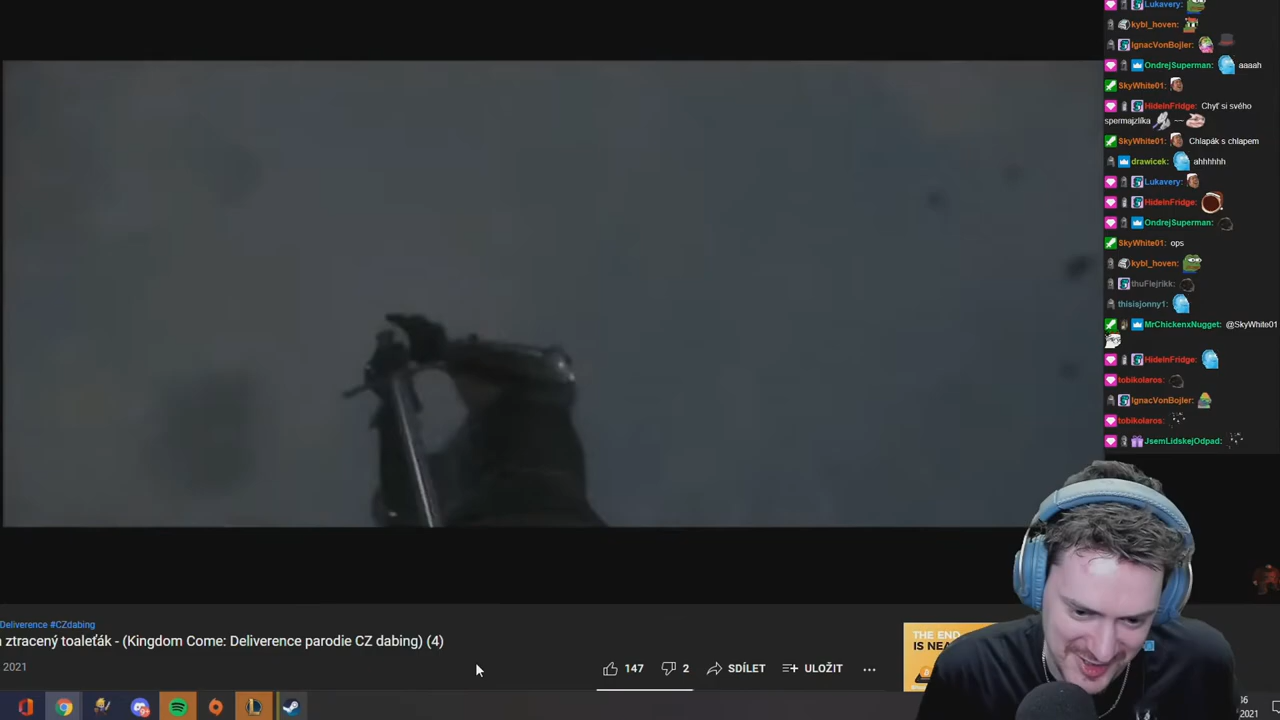 Lukavery:
kybl_hoven:
IgnacVonBojler:
OndrejSuperman: aaaah
SkyWhite01:
HideInFridge: Chyť si svého
spermajzlíka ~~
SkyWhite01: Chlapák s chlapem
drawicek: ahhhhhh
Lukavery:
HideInFridge:
OndrejSuperman:
SkyWhite01: ops
kybl_hoven:
thuFlejrikk:
thisisjonny1:
MrChickenxNugget: @SkyWhite01
HideInFridge:
tobikolaros:
IgnacVonBojler:
tobikolaros:
JsemLidskejOdpad:
Deliverence #CZdabing
ztracený toaleťák - (Kingdom Come: Deliverence parodie CZ dabing) (4)
2021
147
2
SDÍLET
ULOŽIT
THE END
IS NEA
2021